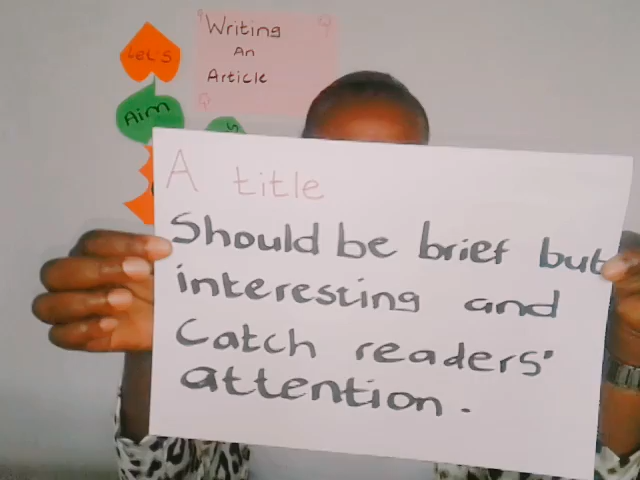 Writing
An
Article
Let's
Aim
A title
Should be brief but
interesting and
Catch readers'
attention.